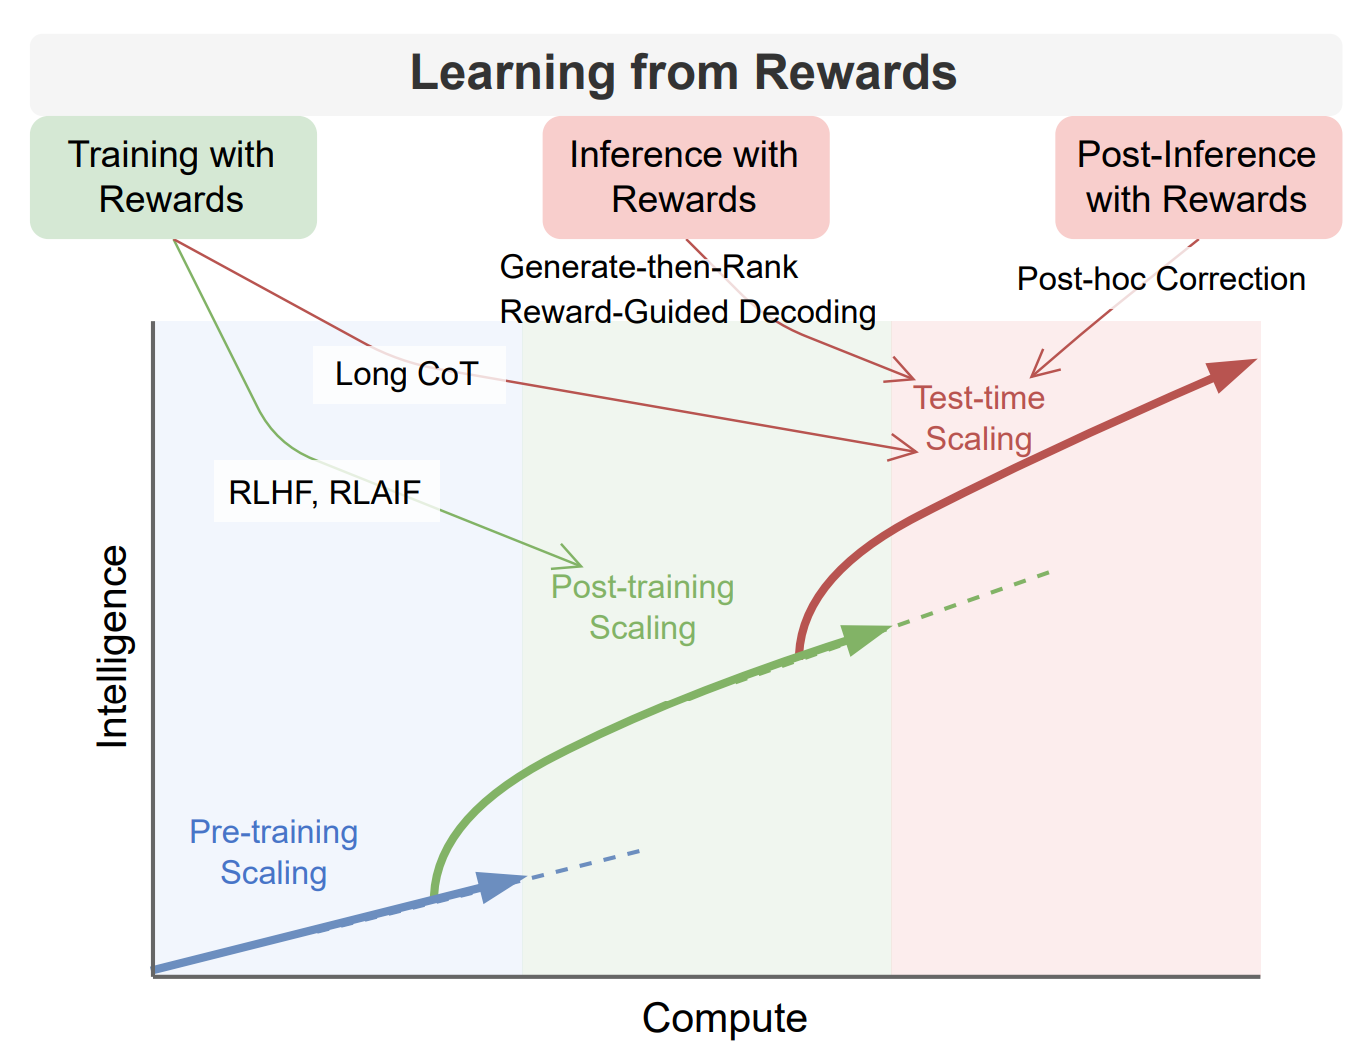 Learning from Rewards
Training with
Rewards
Inference with
Rewards
Post-Inference
with Rewards
Generate-then-Rank
Reward-Guided Decoding
Post-hoc Correction
Long CoT
RLHF, RLAIF
Test-time
Scaling
Post-training
Scaling
Pre-training
Scaling
Intelligence
Compute